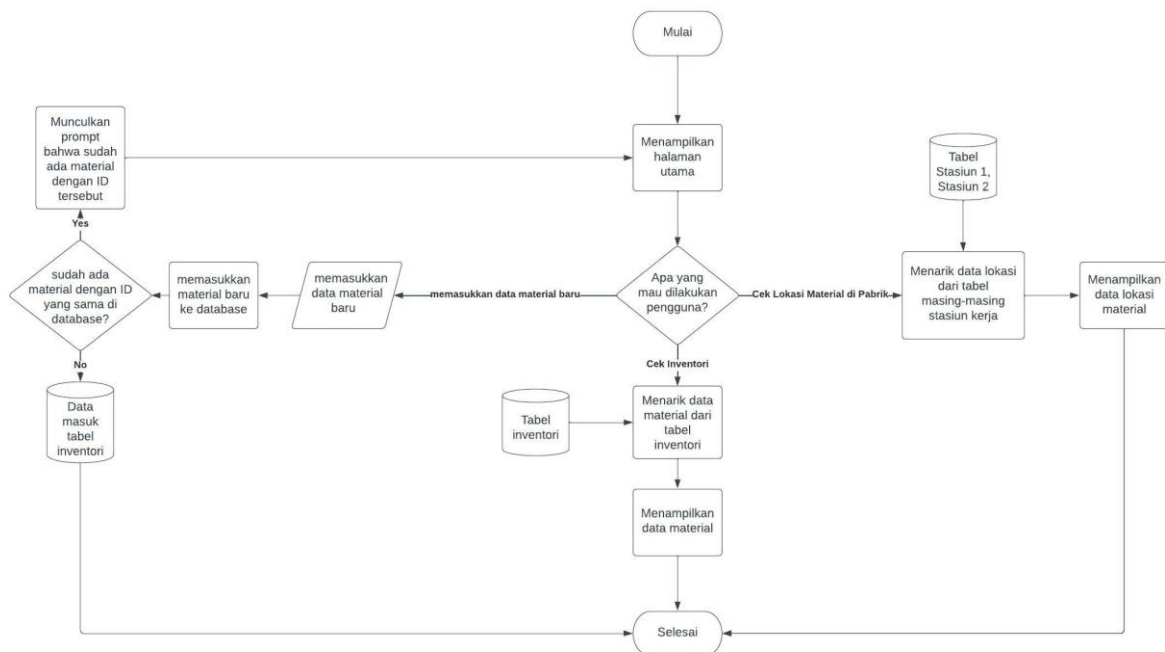 Mulai
Munculkan
prompt
bahwa sudah
ada material
dengan ID
tersebut
Menampilkan
halaman
utama
Tabel
Stasiun 1,
Stasiun 2
Yes
sudah ada
material dengan ID
yang sama di
database?
memasukkan
material baru
ke database
memasukkan
data material
baru
memasukkan data material baru
Apa yang
mau dilakukan
pengguna?
Cek Lokasi Material di Pabrik
Menarik data lokasi
dari tabel
masing-masing
stasiun kerja
Menampilkan
data lokasi
material
No
Cek Inventori
Data
masuk
tabel
inventori
Tabel
inventori
Menarik data
material dari
tabel
inventori
Menampilkan
data material
Selesai